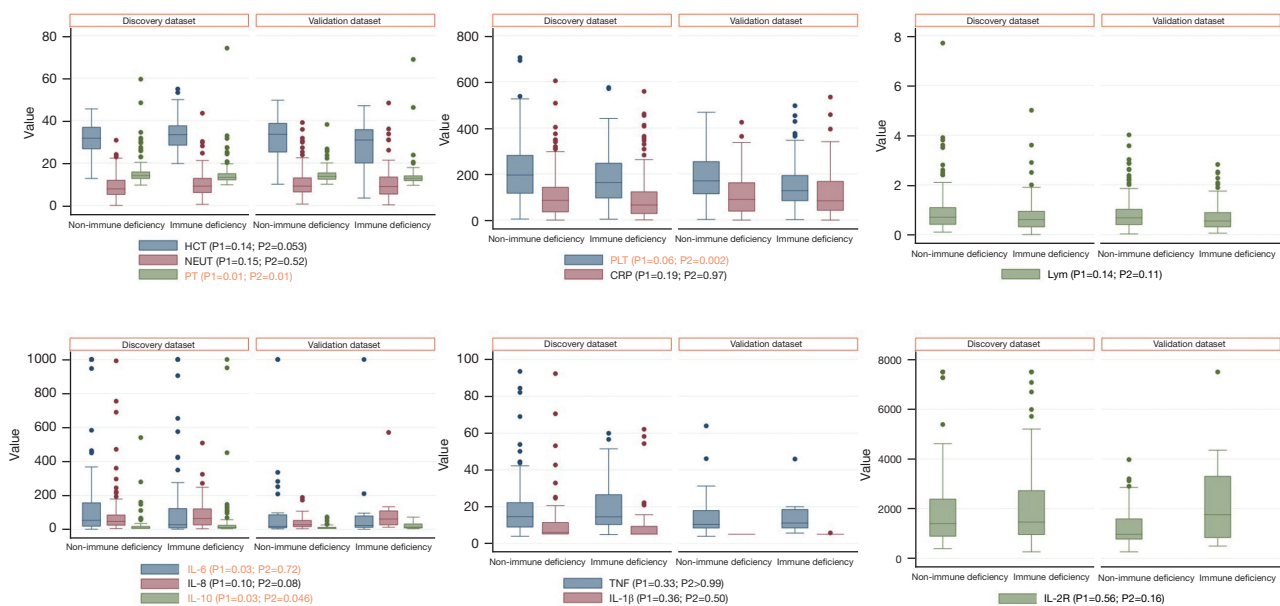 Discovery dataset
Validation dataset
80
60
40
20
0
Value
Non-immune deficiency
Immune deficiency
Non-immune deficiency
Immune deficiency
HCT (P1=0.14; P2=0.053)
NEUT (P1=0.15; P2=0.52)
PT (P1=0.01; P2=0.01)
Discovery dataset
Validation dataset
800
600
400
200
0
Value
Non-immune deficiency
Immune deficiency
Non-immune deficiency
Immune deficiency
PLT (P1=0.06; P2=0.002)
CRP (P1=0.19; P2=0.97)
Discovery dataset
Validation dataset
8
6
4
2
0
Value
Non-immune deficiency
Immune deficiency
Non-immune deficiency
Immune deficiency
Lym (P1=0.14; P2=0.11)
Discovery dataset
Validation dataset
1000
800
600
400
200
0
Value
Non-immune deficiency
Immune deficiency
Non-immune deficiency
Immune deficiency
IL-6 (P1=0.03; P2=0.72)
IL-8 (P1=0.10; P2=0.08)
IL-10 (P1=0.03; P2=0.046)
Discovery dataset
Validation dataset
100
80
60
40
20
0
Value
Non-immune deficiency
Immune deficiency
Non-immune deficiency
Immune deficiency
TNF (P1=0.33; P2>0.99)
IL-1β (P1=0.36; P2=0.50)
Discovery dataset
Validation dataset
8000
6000
4000
2000
0
Value
Non-immune deficiency
Immune deficiency
Non-immune deficiency
Immune deficiency
IL-2R (P1=0.56; P2=0.16)